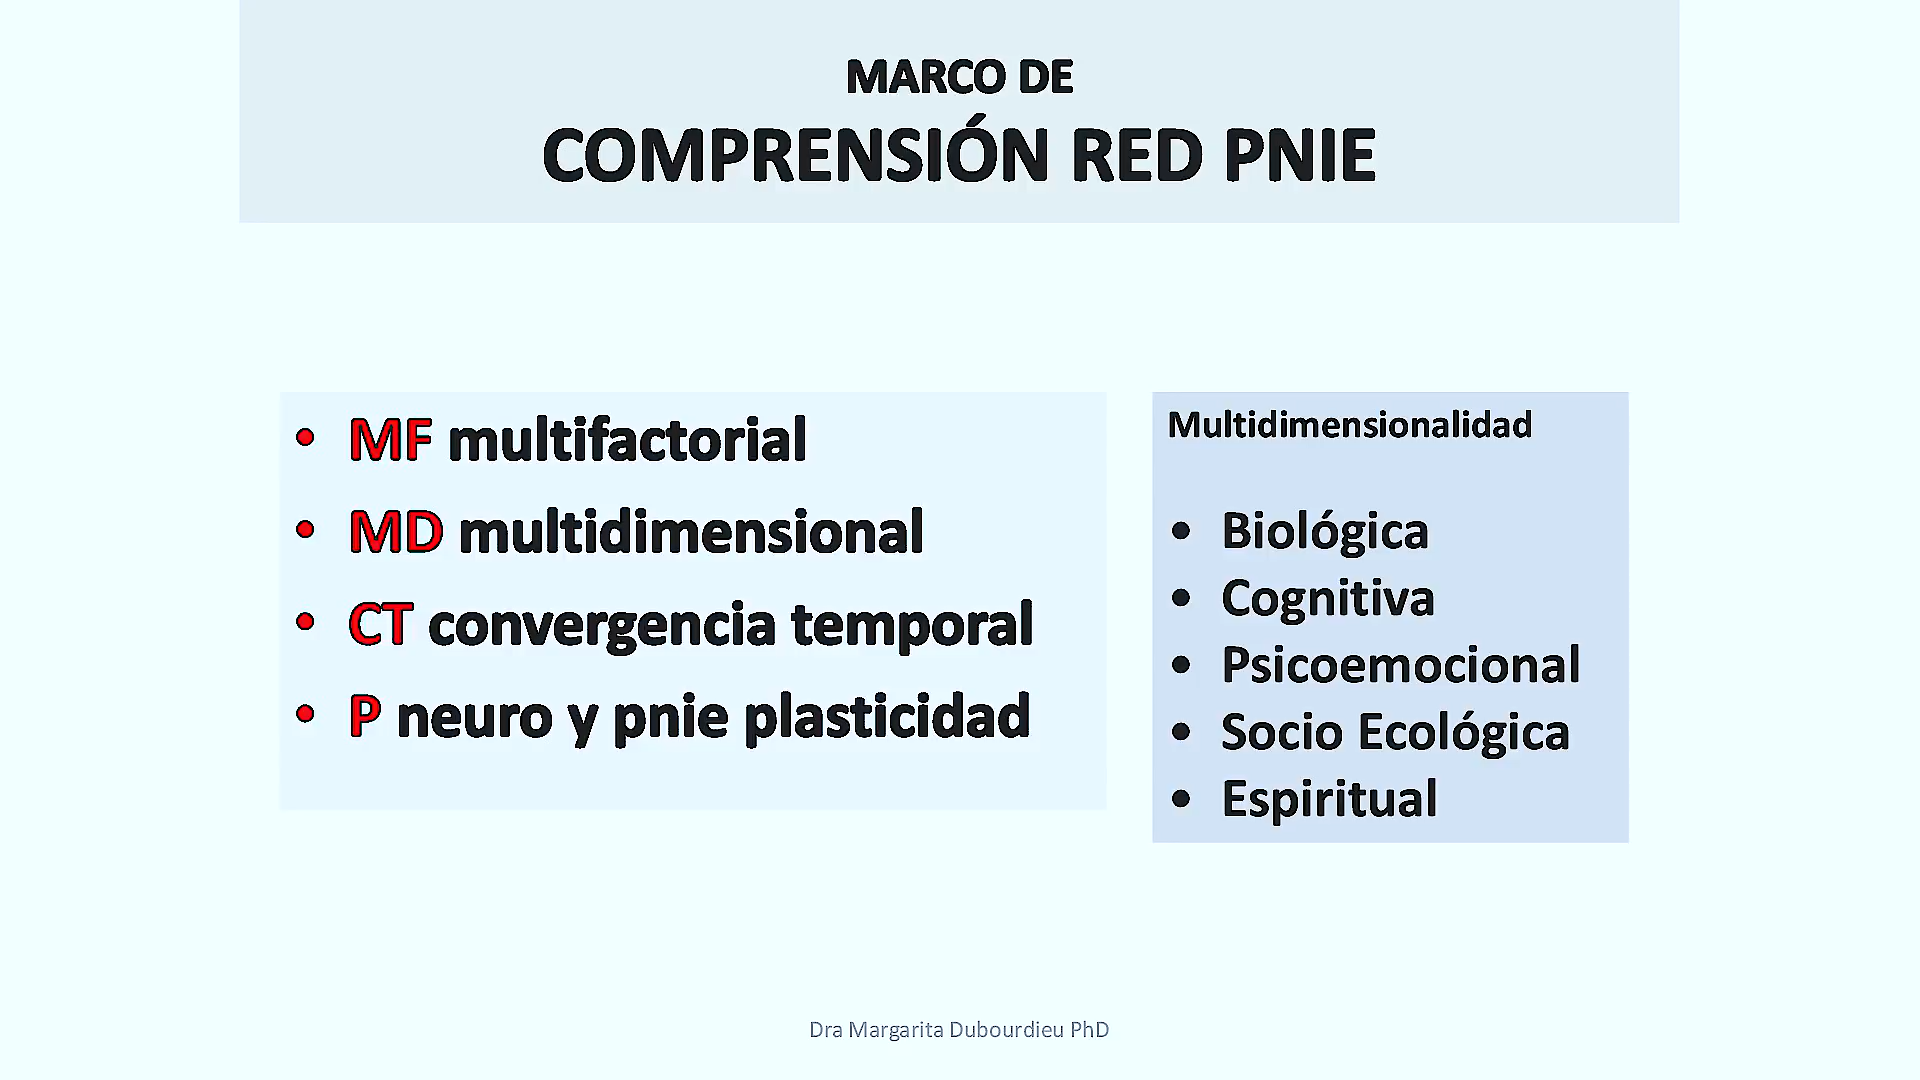 MARCO DE
COMPRENSIÓN RED PNIE
• MF multifactorial
• MD multidimensional
• CT convergencia temporal
• P neuro y pnie plasticidad
Multidimensionalidad
• Biológica
• Cognitiva
• Psicoemocional
• Socio Ecológica
• Espiritual
Dra Margarita Dubourdieu PhD